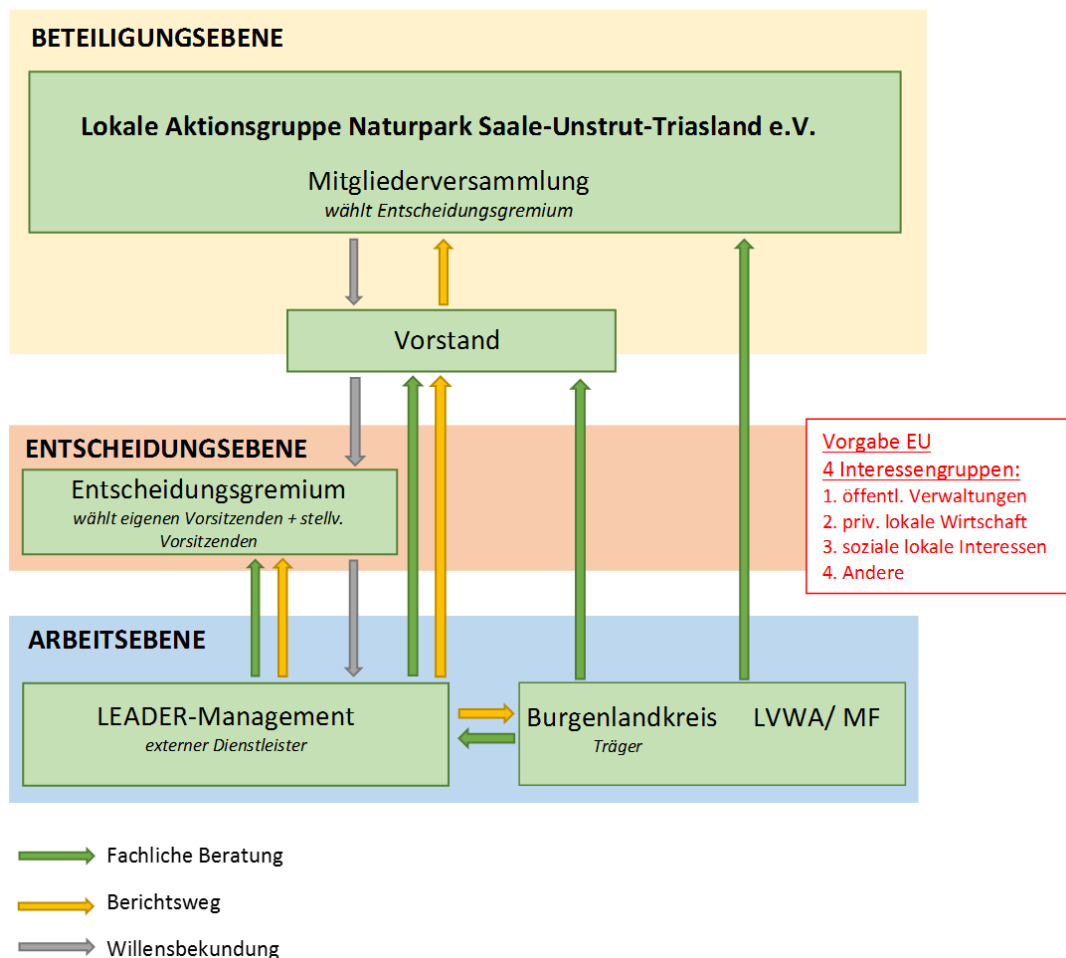 BETEILIGUNGSEBENE
Lokale Aktionsgruppe Naturpark Saale-Unstrut-Triasland e.V.
Mitgliederversammlung
wählt Entscheidungsgremium
Vorstand
ENTSCHEIDUNGSEBENE
Entscheidungsgremium
wählt eigenen Vorsitzenden + stellv.
Vorsitzenden
Vorgabe EU
4 Interessengruppen:
1. öffentl. Verwaltungen
2. priv. lokale Wirtschaft
3. soziale lokale Interessen
4. Andere
ARBEITSEBENE
LEADER-Management
externer Dienstleister
Burgenlandkreis LVWA/ MF
Träger
Fachliche Beratung
Berichtsweg
Willensbekundung